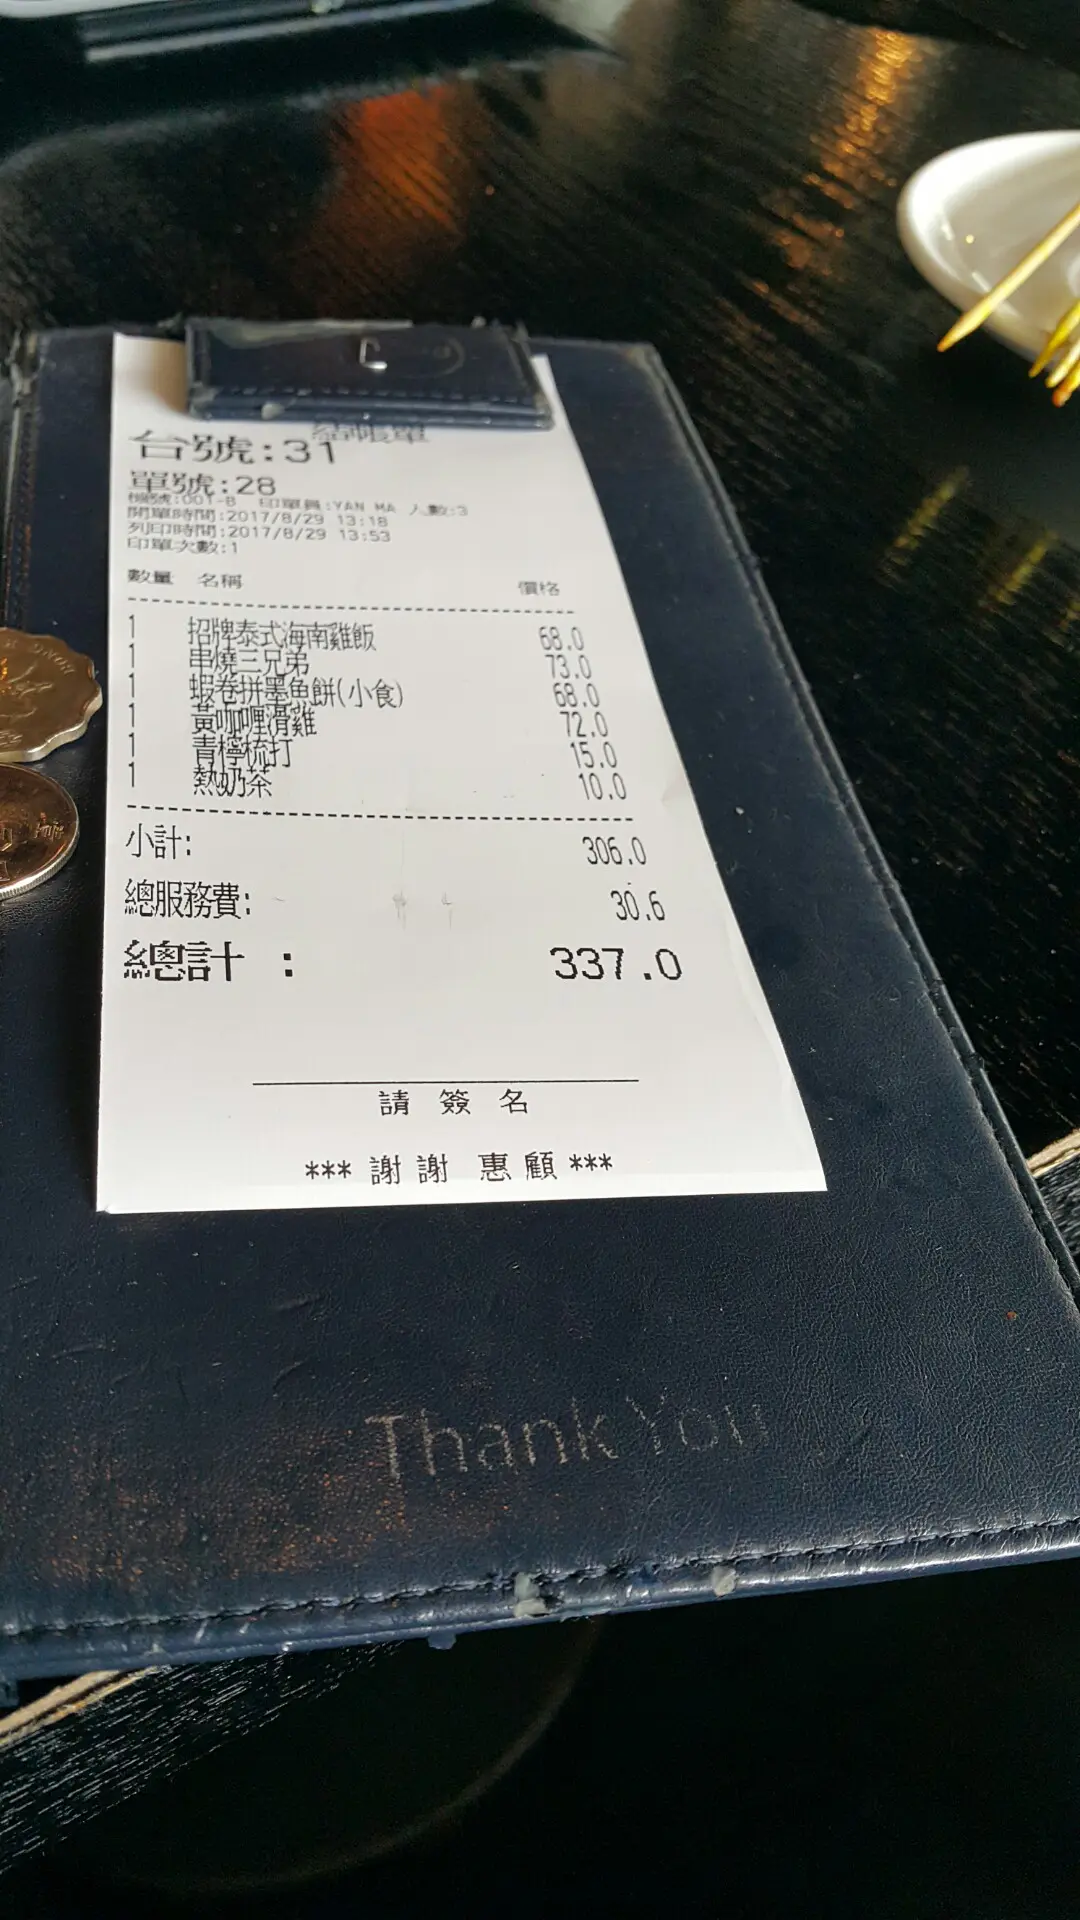 結帳單
台號:31
單號:28
機號:001-B 印單員:YAN MA 人數:3
開單時間:2017/8/29 13:18
列印時間:2017/8/29 13:53
印單次數:1
數量 名稱 價格
1 招牌泰式海南雞飯 68.0
1 串燒三兄弟 73.0
1 蝦卷拼墨魚餅(小食) 68.0
1 黃咖喱滑雞 72.0
1 青檸梳打 15.0
1 熱奶茶 10.0
小計: 306.0
總服務費: 30.6
總計 : 337.0
請 簽 名
*** 謝謝 惠顧 ***
Thank You